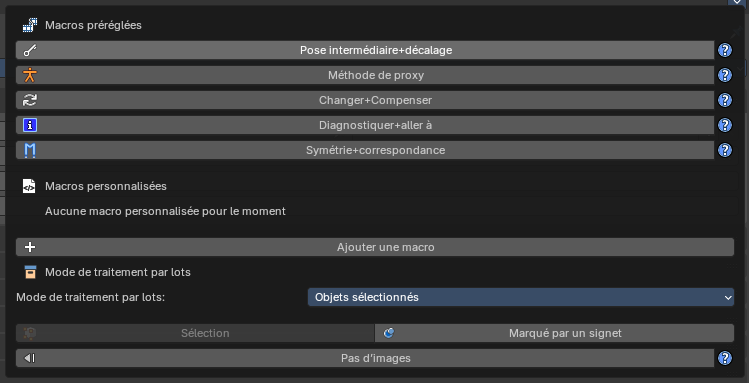 Macros préréglées
Pose intermédiaire+décalage
Méthode de proxy
Changer+Compenser
Diagnostiquer+aller à
Symétrie+correspondance
Macros personnalisées
Aucune macro personnalisée pour le moment
Ajouter une macro
Mode de traitement par lots
Mode de traitement par lots: Objets sélectionnés
Sélection Marqué par un signet
Pas d'images